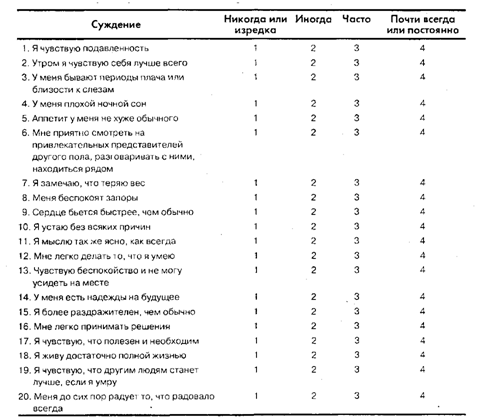 Суждение Никогда или изредка Иногда Часто Почти всегда или постоянно
1. Я чувствую подавленность 1 2 3 4
2. Утром я чувствую себя лучше всего 1 2 3 4
3. У меня бывают периоды плача или 1 2 3 4
близости к слезам
4. У меня плохой ночной сон 1 2 3 4
5. Аппетит у меня не хуже обычного 1 2 3 4
6. Мне приятно смотреть на 1 2 3 4
привлекательных представителей
другого пола, разговаривать с ними,
находиться рядом
7. Я замечаю, что теряю вес 1 2 3 4
8. Меня беспокоят запоры 1 2 3 4
9. Сердце бьется быстрее, чем обычно 1 2 3 4
10. Я устаю без всяких причин 1 2 3 4
11. Я мыслю так же ясно, как всегда 1 2 3 4
12. Мне легко делать то, что я умею 1 2 3 4
13. Чувствую беспокойство и не могу 1 2 3 4
усидеть на месте
14. У меня есть надежды на будущее 1 2 3 4
15. Я более раздражителен, чем обычно 1 2 3 4
16. Мне легко принимать решения 1 2 3 4
17. Я чувствую, что полезен и необходим 1 2 3 4
18. Я живу достаточно полной жизнью 1 2 3 4
19. Я чувствую, что другим людям станет 1 2 3 4
лучше, если я умру
20. Меня до сих пор радует то, что радовало 1 2 3 4
всегда